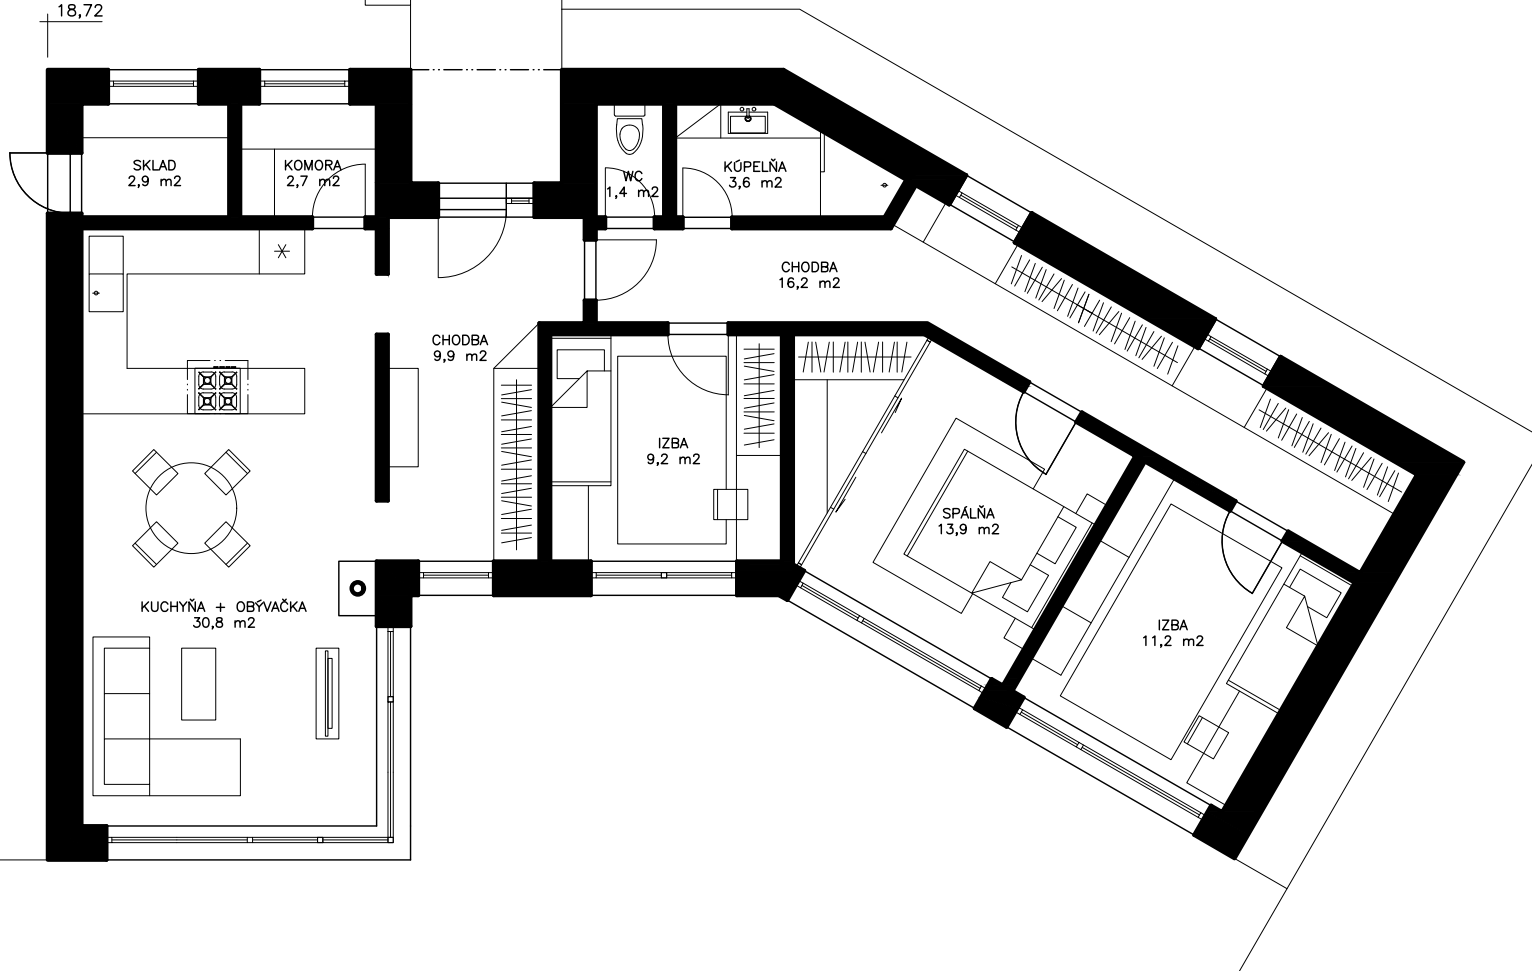 18,72
SKLAD
2,9 m2
KOMORA
2,7 m2
WC
1,4 m2
KÚPEĽŇA
3,6 m2
CHODBA
16,2 m2
CHODBA
9,9 m2
IZBA
9,2 m2
SPÁLŇA
13,9 m2
KUCHYŇA + OBÝVAČKA
30,8 m2
IZBA
11,2 m2